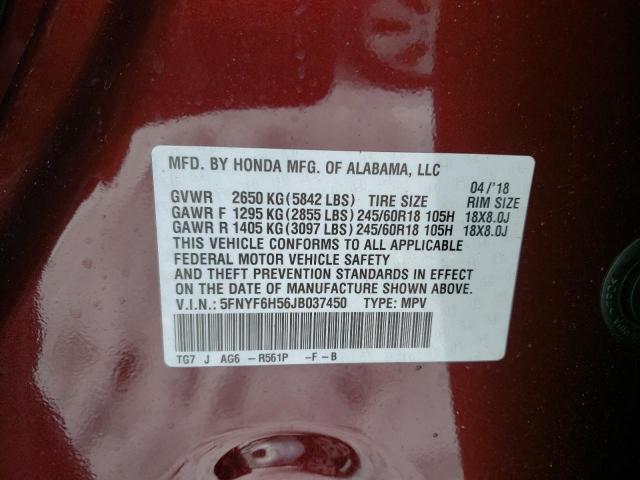 MFD. BY HONDA MFG. OF ALABAMA, LLC
04/'18
GVWR 2650 KG (5842 LBS) TIRE SIZE RIM SIZE
GAWR F 1295 KG (2855 LBS) 245/60R18 105H 18X8.0J
GAWR R 1405 KG (3097 LBS) 245/60R18 105H 18X8.0J
THIS VEHICLE CONFORMS TO ALL APPLICABLE
FEDERAL MOTOR VEHICLE SAFETY
AND THEFT PREVENTION STANDARDS IN EFFECT
ON THE DATE OF MANUFACTURE SHOWN ABOVE.
V.I.N.: 5FNYF6H56JB037450 TYPE: MPV
TG7 J AG6 – R561P –F–B